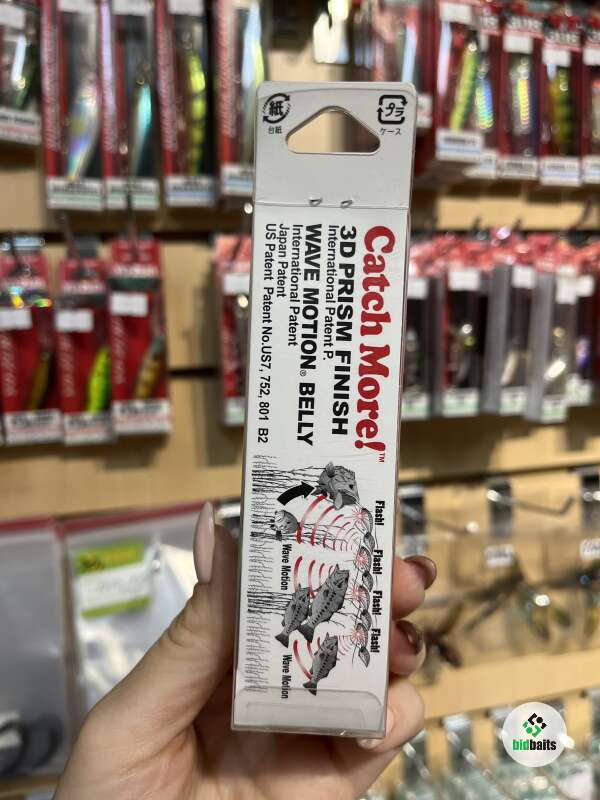 紙
台紙
プラ
ケース
Catch More!™
3D PRISM FINISH
International Patent P.
WAVE MOTION® BELLY
International Patent
Japan Patent
US Patent Patent No.US7, 752, 801 B2
Flash!
Flash!
Flash!
Flash!
Wave Motion
Wave Motion
bidbaits